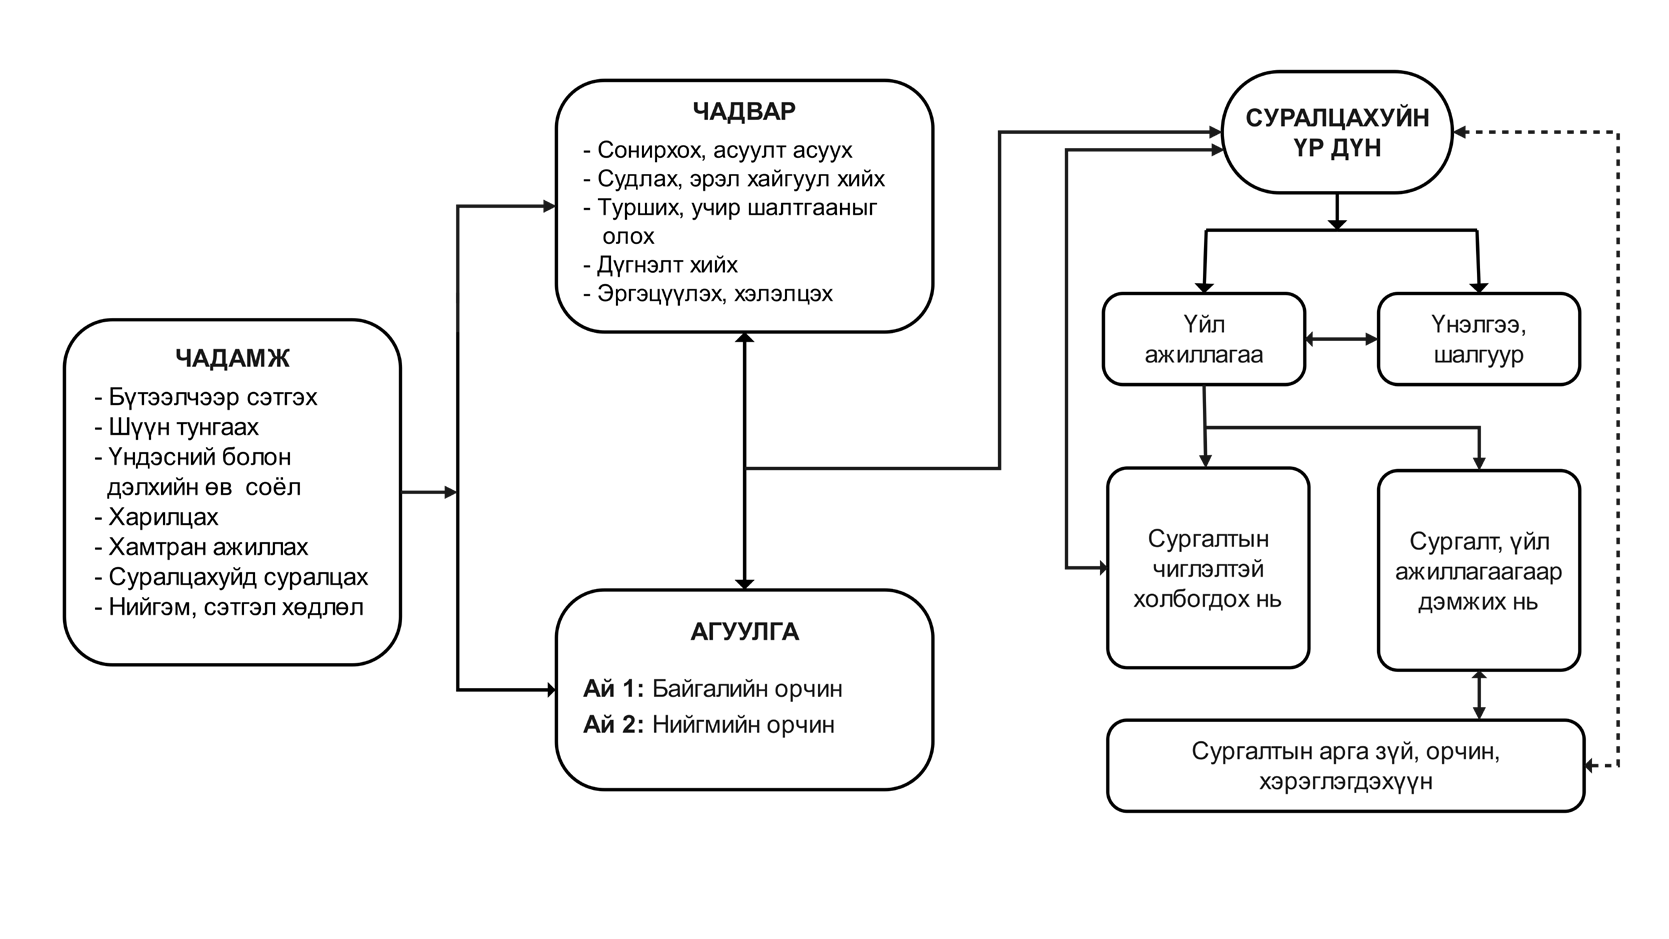 ЧАДАМЖ
- Бүтээлчээр сэтгэх
- Шүүн тунгаах
- Үндэсний болон
дэлхийн өв соёл
- Харилцах
- Хамтран ажиллах
- Суралцахуйд суралцах
- Нийгэм, сэтгэл хөдлөл
ЧАДВАР
- Сонирхох, асуулт асуух
- Судлах, эрэл хайгуул хийх
- Турших, учир шалтгааныг
олох
- Дүгнэлт хийх
- Эргэцүүлэх, хэлэлцэх
АГУУЛГА
Ай 1: Байгалийн орчин
Ай 2: Нийгмийн орчин
СУРАЛЦАХУЙН
ҮР ДҮН
Үйл
ажиллагаа
Үнэлгээ,
шалгуур
Сургалтын
чиглэлтэй
холбогдох нь
Сургалт, үйл
ажиллагаагаар
дэмжих нь
Сургалтын арга зүй, орчин,
хэрэглэгдэхүүн